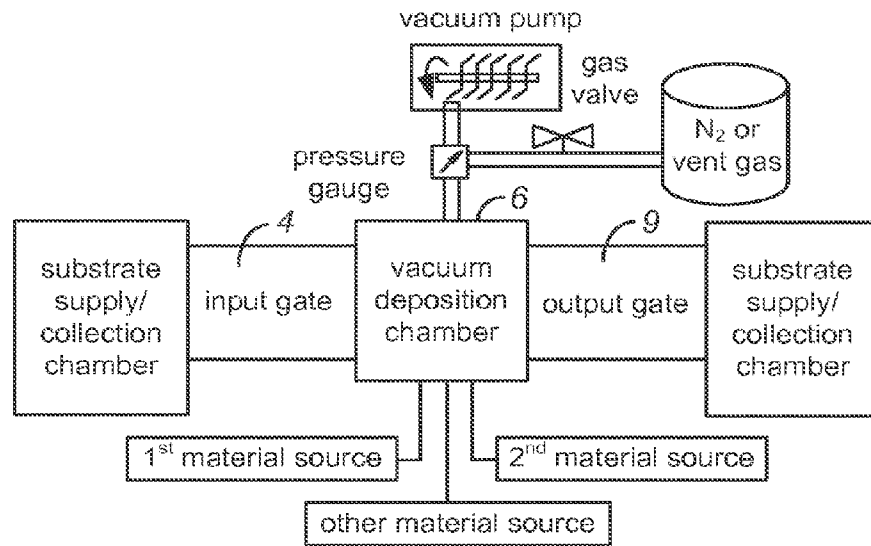 vacuum pump
gas
valve
N₂ or
vent gas
pressure
gauge
6
4
9
substrate
supply/
collection
chamber
input gate
vacuum
deposition
chamber
output gate
substrate
supply/
collection
chamber
1st material source
2nd material source
other material source